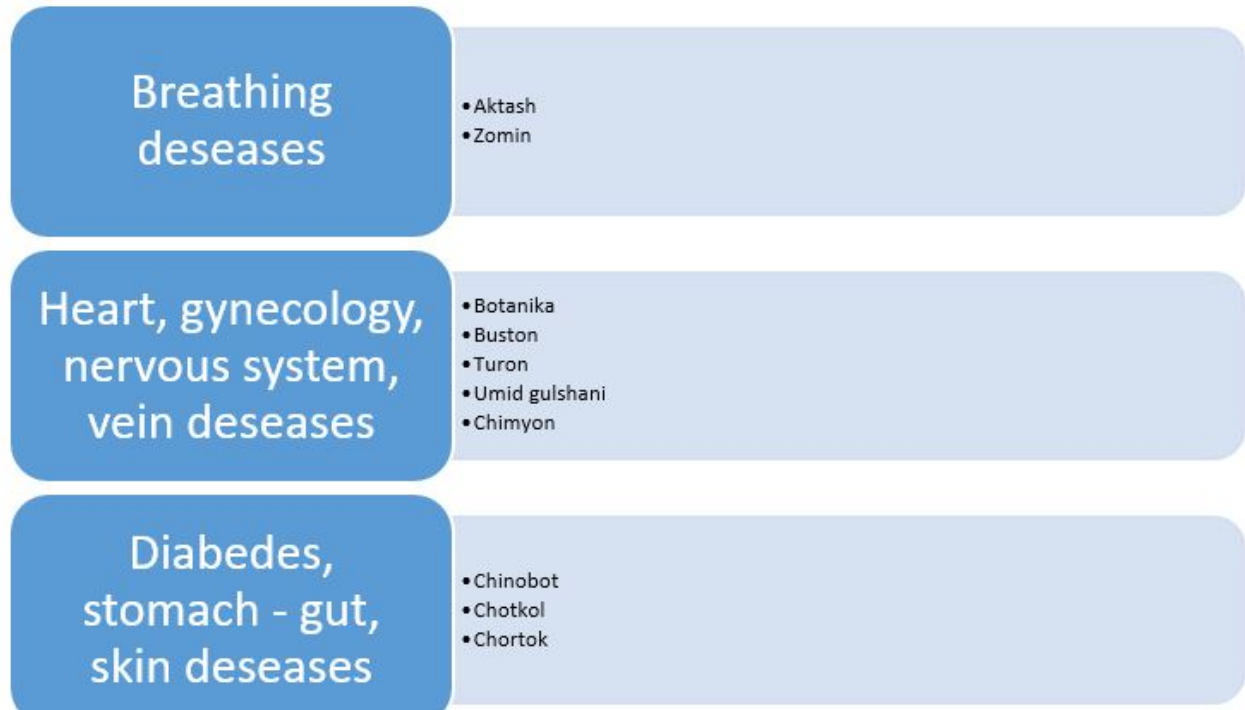 Breathing
deseases
• Aktash
• Zomin
Heart, gynecology,
nervous system,
vein deseases
• Botanika
• Buston
• Turon
• Umid gulshani
• Chimyon
Diabedes,
stomach - gut,
skin deseases
• Chinobot
• Chotkol
• Chortok